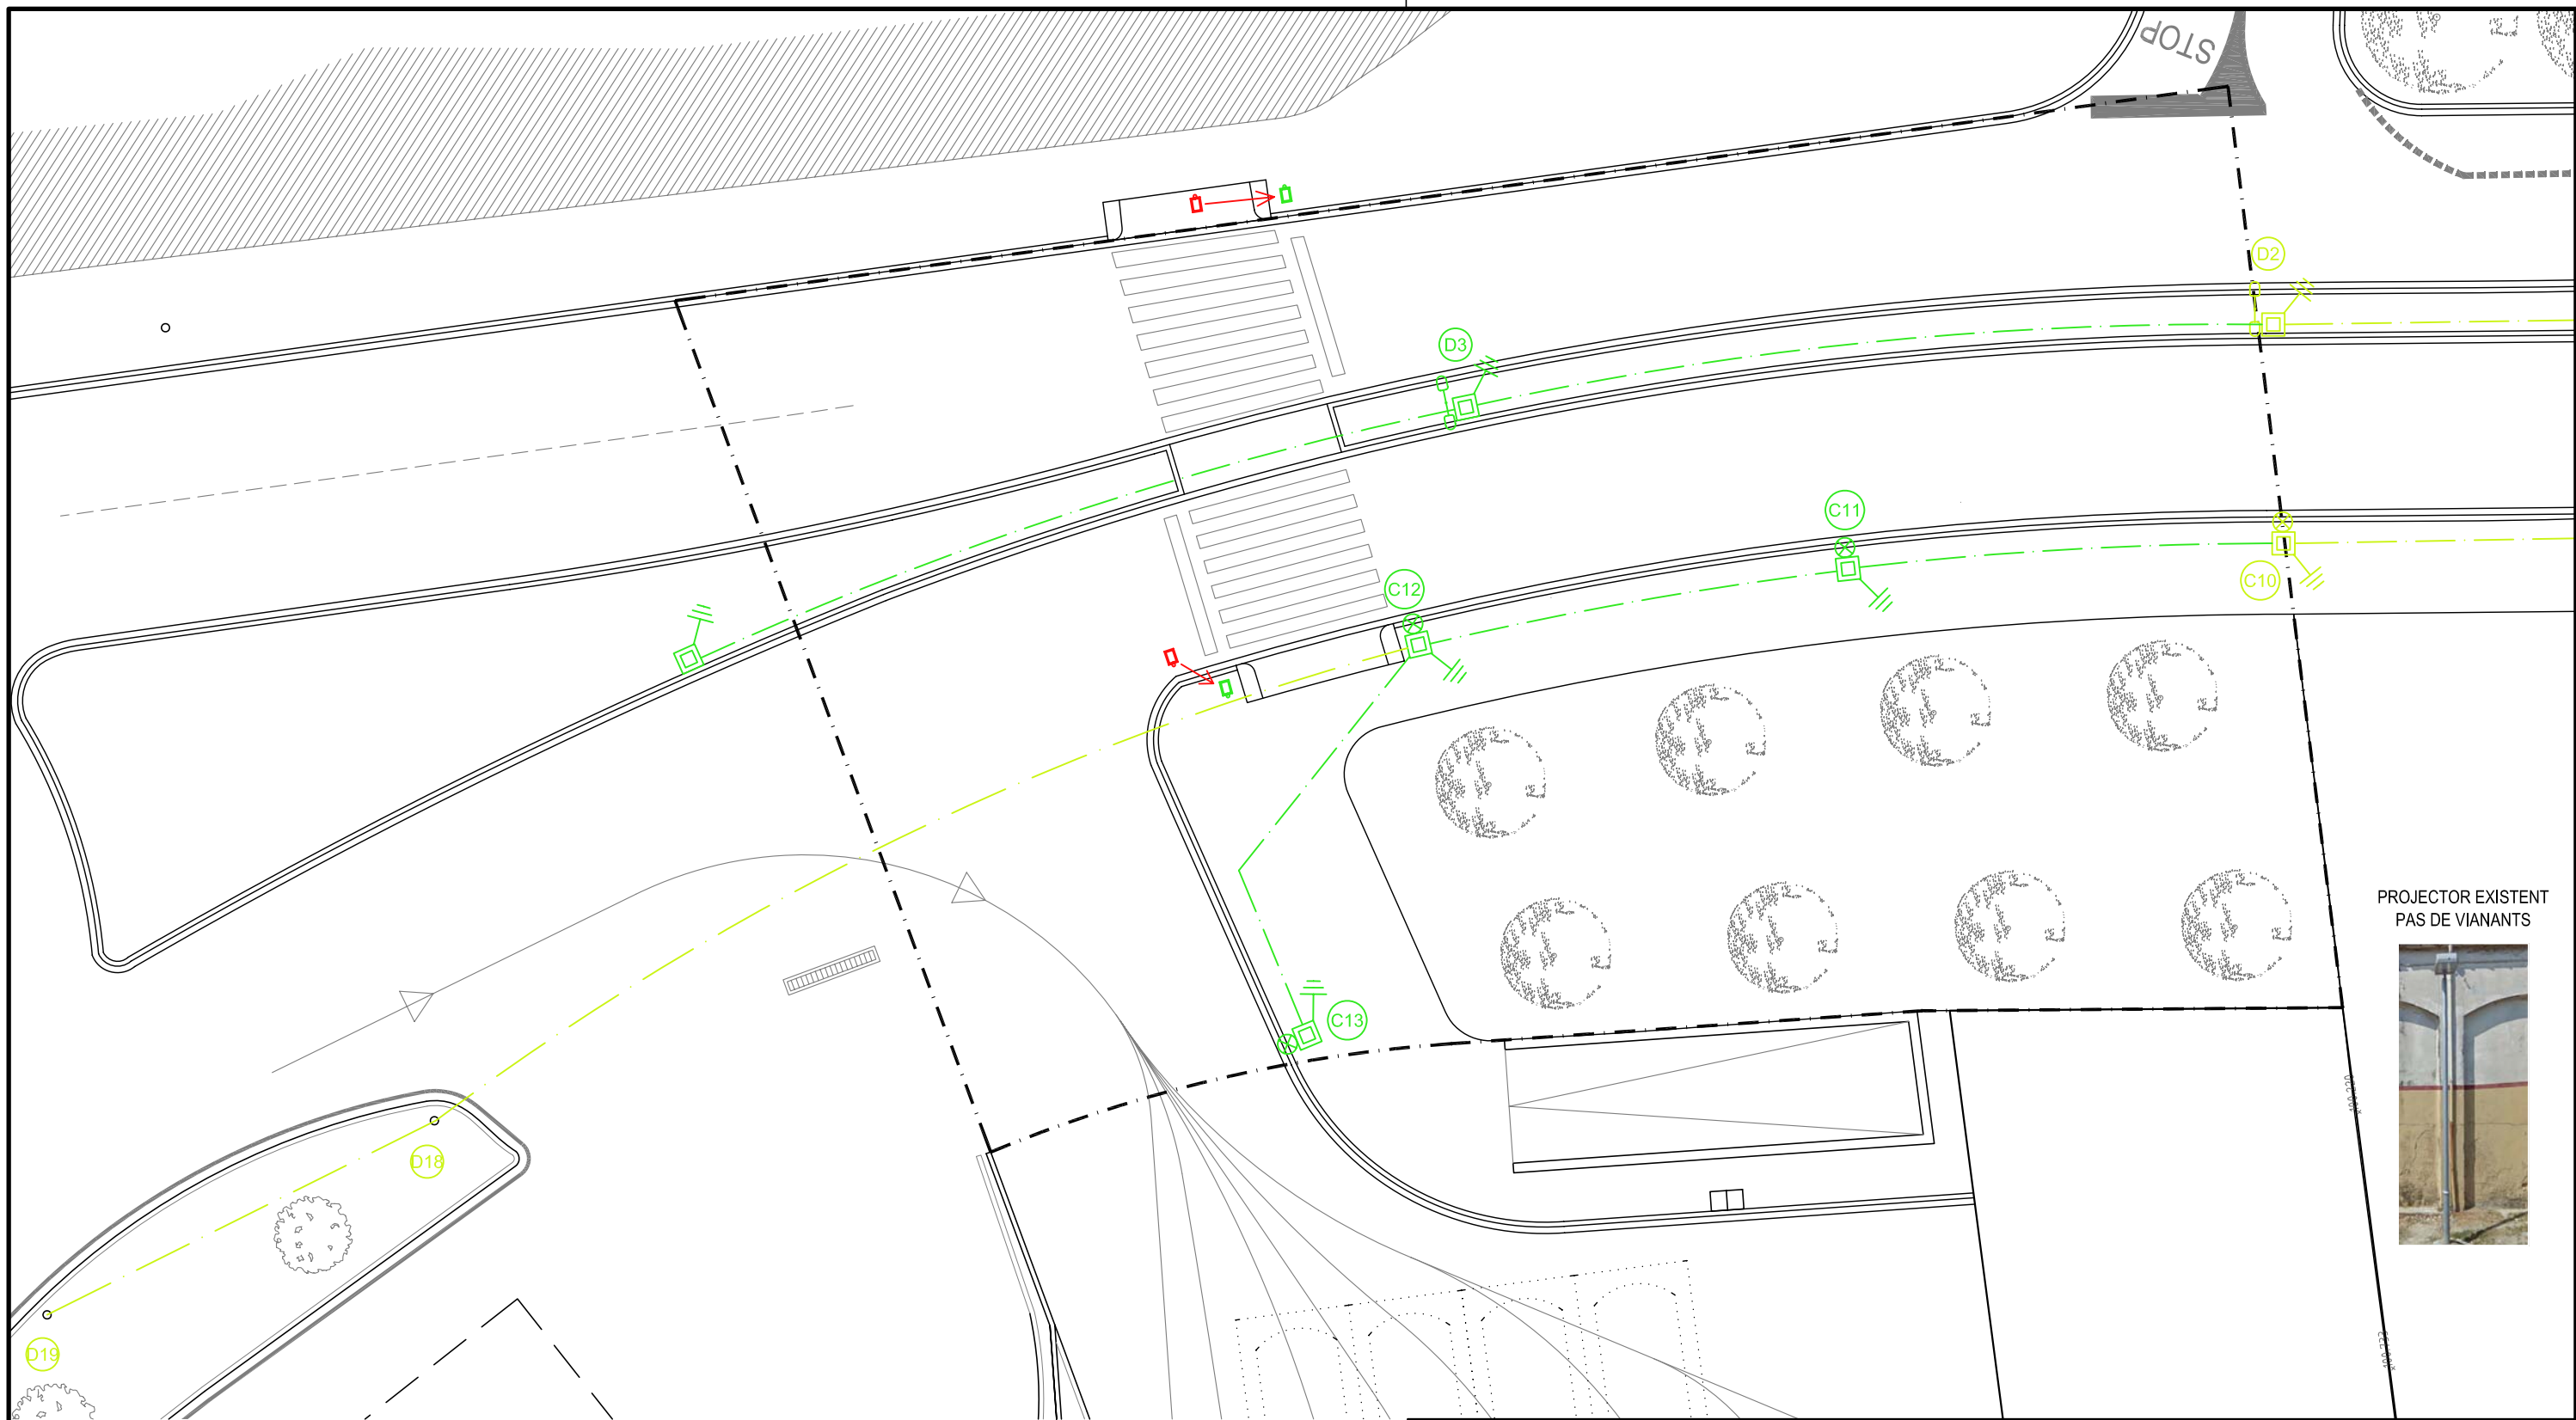 STOP
D2
D3
C11
C12
C10
PROJECTOR EXISTENT
PAS DE VIANANTS
C13
D18
D19